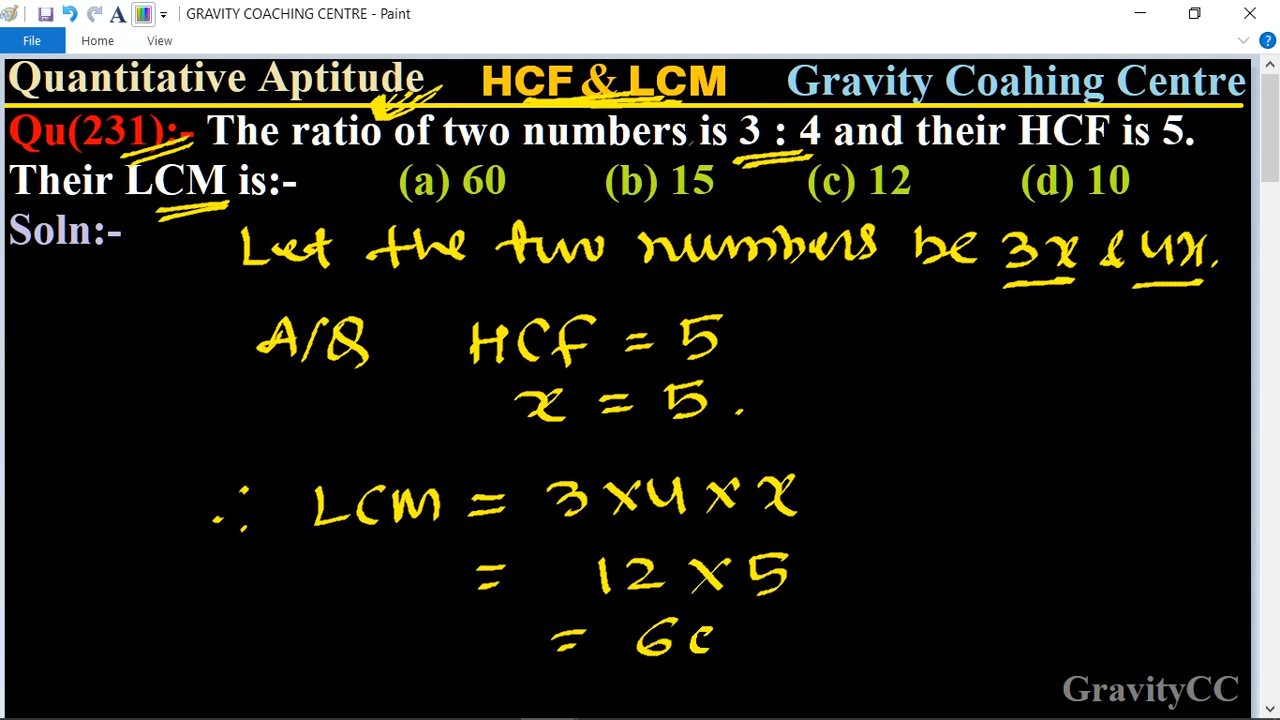 GRAVITY COACHING CENTRE - Paint
File Home View
Quantitative Aptitude HCF & LCM Gravity Coahing Centre
Qu(231):- The ratio of two numbers is 3 : 4 and their HCF is 5.
Their LCM is:- (a) 60 (b) 15 (c) 12 (d) 10
Soln:- Let the two numbers be 3x & 4x.
A/Q HCF = 5
x = 5.
∴ LCM = 3 × 4 × x
= 12 × 5
= 60
GravityCC